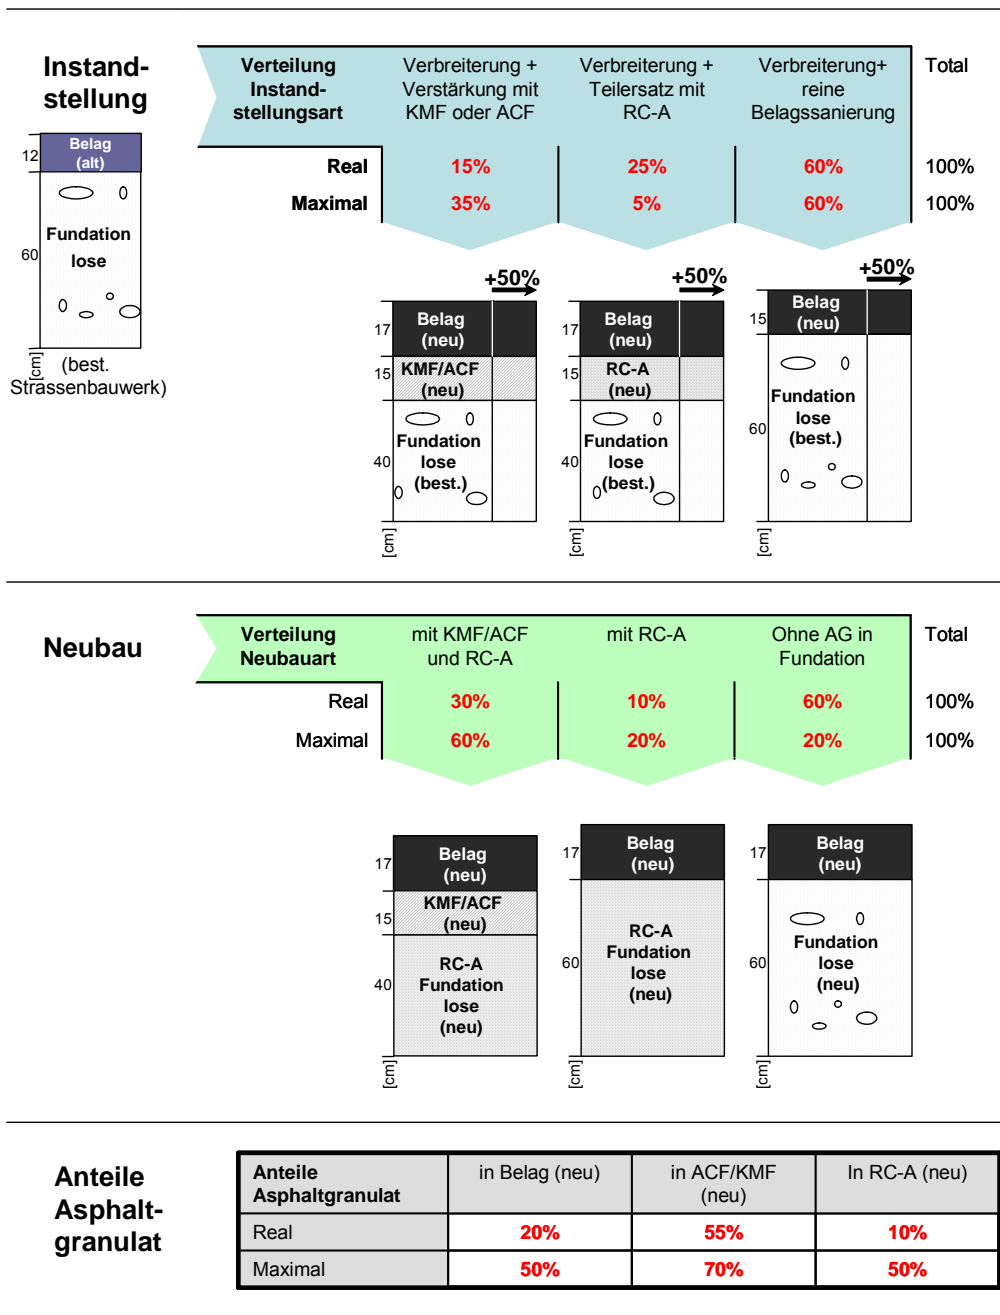 Instand-
stellung
Verteilung
Instand-
stellungsart
Verbreiterung +
Verstärkung mit
KMF oder ACF
Verbreiterung +
Teilersatz mit
RC-A
Verbreiterung+
reine
Belagssanierung
Total
Real
15%
25%
60%
100%
Maximal
35%
5%
60%
100%
12
Belag
(alt)
60
Fundation
lose
[cm]
(best.
Strassenbauwerk)
+50%
17
Belag
(neu)
15
KMF/ACF
(neu)
40
Fundation
lose
(best.)
[cm]
+50%
17
Belag
(neu)
15
RC-A
(neu)
40
Fundation
lose
(best.)
[cm]
+50%
15
Belag
(neu)
60
Fundation
lose
(best.)
[cm]
Neubau
Verteilung
Neubauart
mit KMF/ACF
und RC-A
mit RC-A
Ohne AG in
Fundation
Total
Real
30%
10%
60%
100%
Maximal
60%
20%
20%
100%
17
Belag
(neu)
15
KMF/ACF
(neu)
40
RC-A
Fundation
lose
(neu)
[cm]
17
Belag
(neu)
60
RC-A
Fundation
lose
(neu)
[cm]
17
Belag
(neu)
60
Fundation
lose
(neu)
[cm]
Anteile
Asphalt-
granulat
Anteile
Asphaltgranulat
in Belag (neu)
in ACF/KMF
(neu)
In RC-A (neu)
Real
20%
55%
10%
Maximal
50%
70%
50%